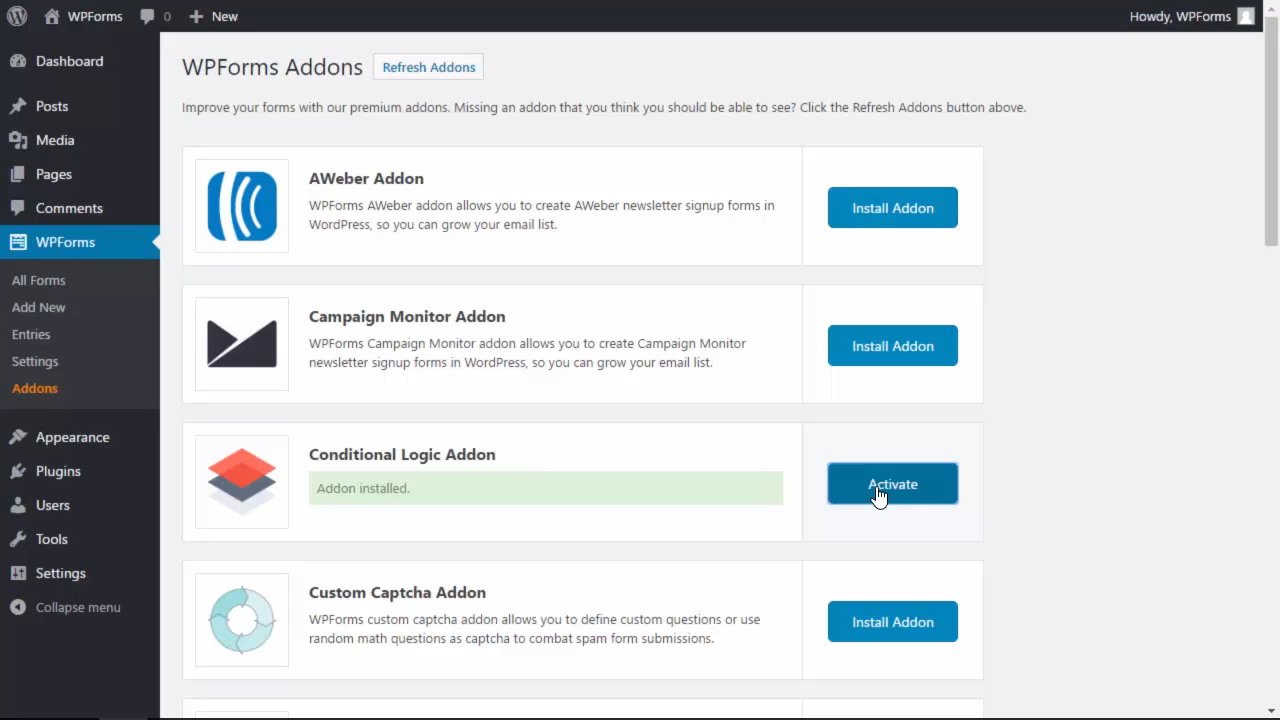 WPForms
0
New
Howdy, WPForms
Dashboard
Posts
Media
Pages
Comments
WPForms
All Forms
Add New
Entries
Settings
Addons
Appearance
Plugins
Users
Tools
Settings
Collapse menu
WPForms Addons
Refresh Addons
Improve your forms with our premium addons. Missing an addon that you think you should be able to see? Click the Refresh Addons button above.
AWeber Addon
WPForms AWeber addon allows you to create AWeber newsletter signup forms in
WordPress, so you can grow your email list.
Install Addon
Campaign Monitor Addon
WPForms Campaign Monitor addon allows you to create Campaign Monitor
newsletter signup forms in WordPress, so you can grow your email list.
Install Addon
Conditional Logic Addon
Addon installed.
Activate
Custom Captcha Addon
WPForms custom captcha addon allows you to define custom questions or use
random math questions as captcha to combat spam form submissions.
Install Addon